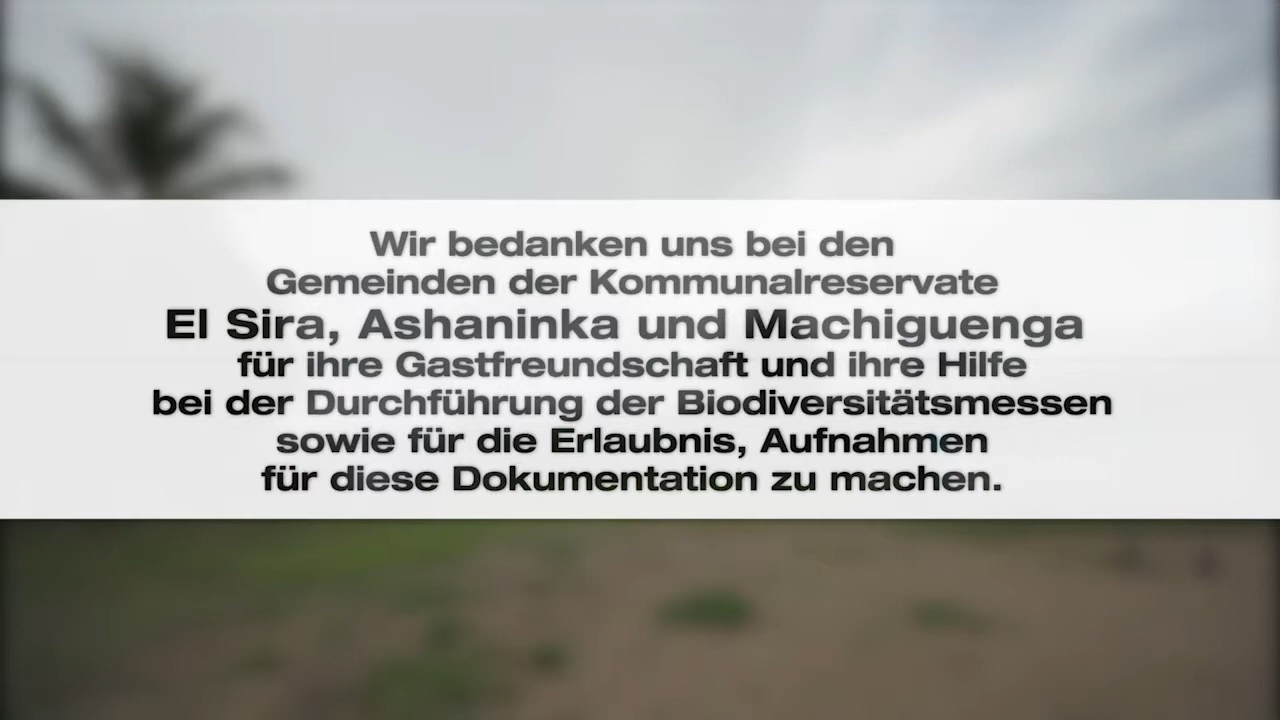 Wir bedanken uns bei den
Gemeinden der Kommunalreservate
El Sira, Ashaninka und Machiguenga
für ihre Gastfreundschaft und ihre Hilfe
bei der Durchführung der Biodiversitätsmessen
sowie für die Erlaubnis, Aufnahmen
für diese Dokumentation zu machen.